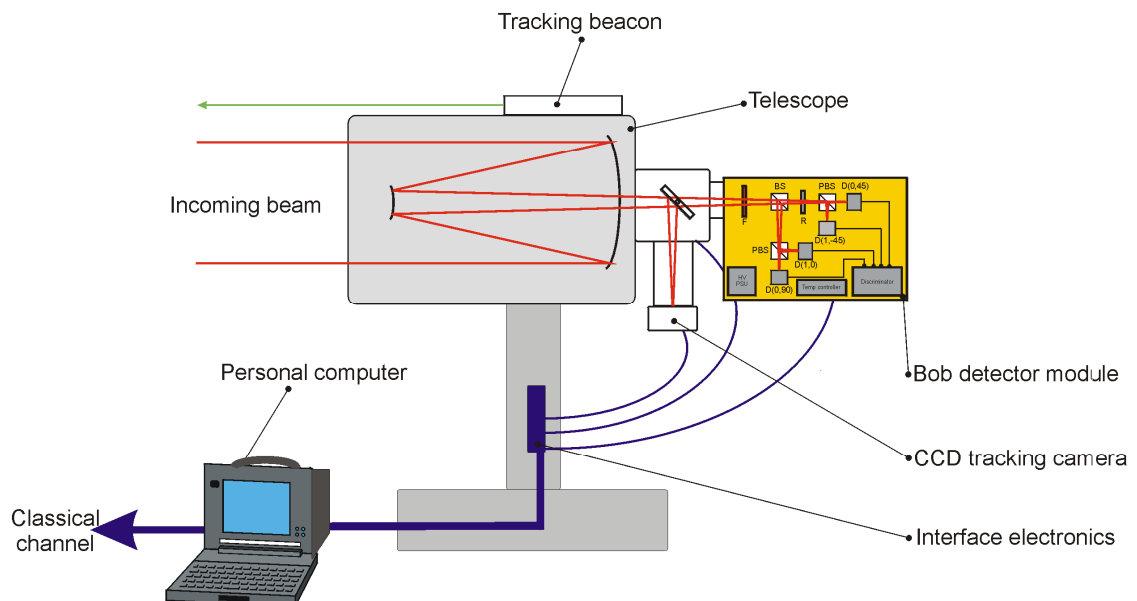 Tracking beacon
Telescope
Incoming beam
BS
PBS
D(0,45)
F
R
D(1,-45)
PBS
D(1,0)
D(0,90)
HV
PSU
Temp controller
Discriminator
Personal computer
Bob detector module
CCD tracking camera
Classical
channel
Interface electronics